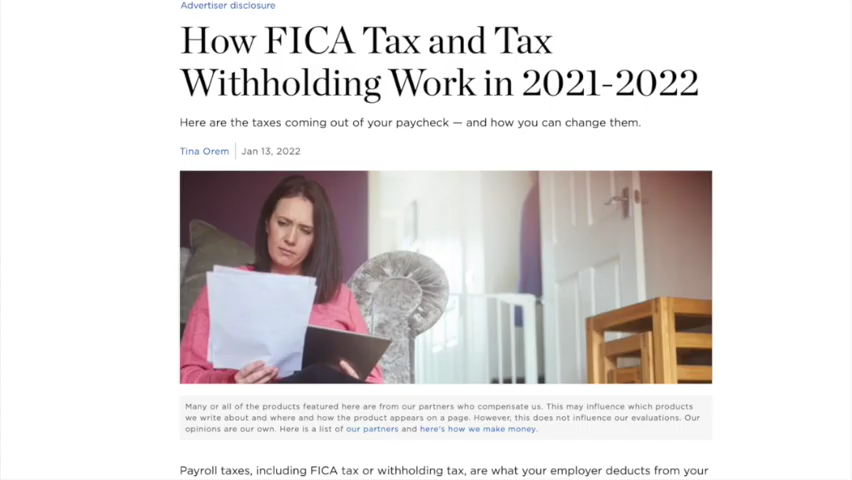 Advertiser disclosure
How FICA Tax and Tax
Withholding Work in 2021-2022
Here are the taxes coming out of your paycheck — and how you can change them.
Tina Orem | Jan 13, 2022
Many or all of the products featured here are from our partners who compensate us. This may influence which products
we write about and where and how the product appears on a page. However, this does not influence our evaluations. Our
opinions are our own. Here is a list of our partners and here's how we make money.
Payroll taxes, including FICA tax or withholding tax, are what your employer deducts from your